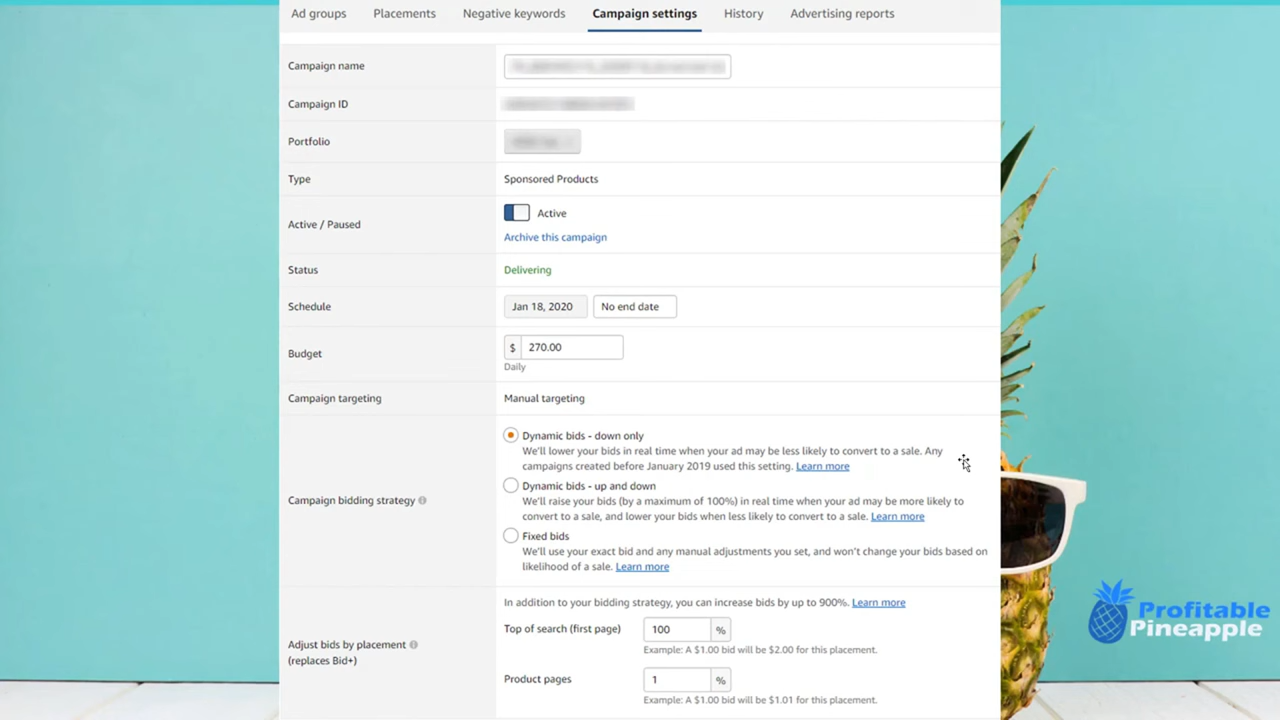 Ad groups
Placements
Negative keywords
Campaign settings
History
Advertising reports
Campaign name
Campaign ID
Portfolio
Type
Sponsored Products
Active / Paused
Active
Archive this campaign
Status
Delivering
Schedule
Jan 18, 2020
No end date
Budget
$ 270.00
Daily
Campaign targeting
Manual targeting
Campaign bidding strategy
Dynamic bids - down only
We'll lower your bids in real time when your ad may be less likely to convert to a sale. Any
campaigns created before January 2019 used this setting. Learn more
Dynamic bids - up and down
We'll raise your bids (by a maximum of 100%) in real time when your ad may be more likely to
convert to a sale, and lower your bids when less likely to convert to a sale. Learn more
Fixed bids
We'll use your exact bid and any manual adjustments you set, and won't change your bids based on
likelihood of a sale. Learn more
Adjust bids by placement
(replaces Bid+)
In addition to your bidding strategy, you can increase bids by up to 900%. Learn more
Top of search (first page)
100 %
Example: A $1.00 bid will be $2.00 for this placement.
Product pages
1 %
Example: A $1.00 bid will be $1.01 for this placement.
Profitable
Pineapple